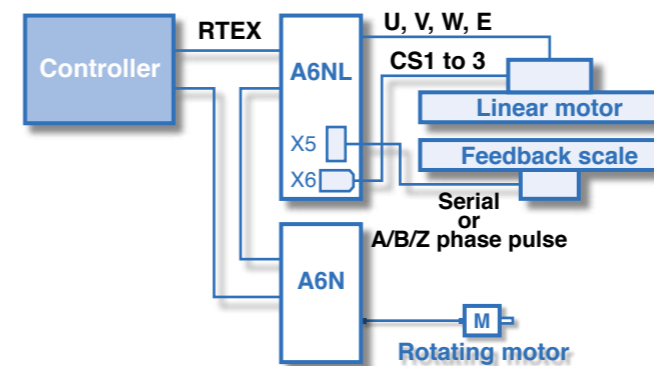 Controller
RTEX
A6NL
U, V, W, E
CS1 to 3
Linear motor
X5
X6
Feedback scale
Serial
or
A/B/Z phase pulse
A6N
M
Rotating motor